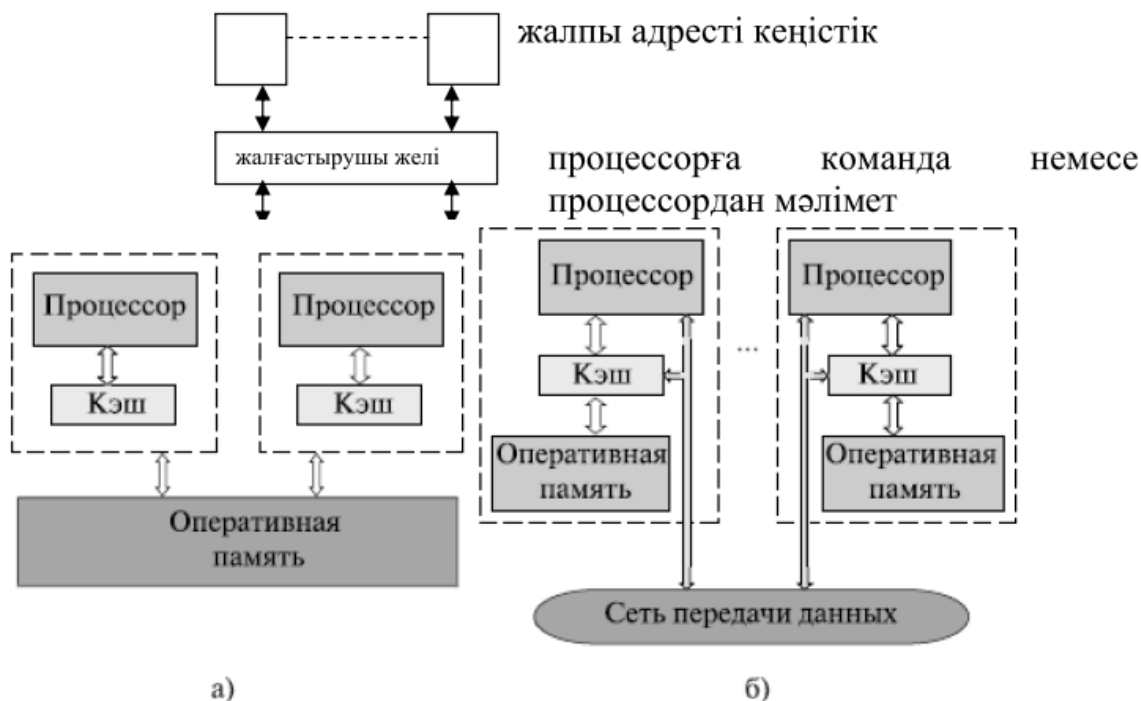 жалпы адресті кеңістік
жалғастырушы желі
процессорға команда немесе
процессордан мәлімет
Процессор
Кэш
Процессор
Кэш
Оперативная
память
а)
Процессор
Кэш
Оперативная
память
...
Процессор
Кэш
Оперативная
память
Сеть передачи данных
б)